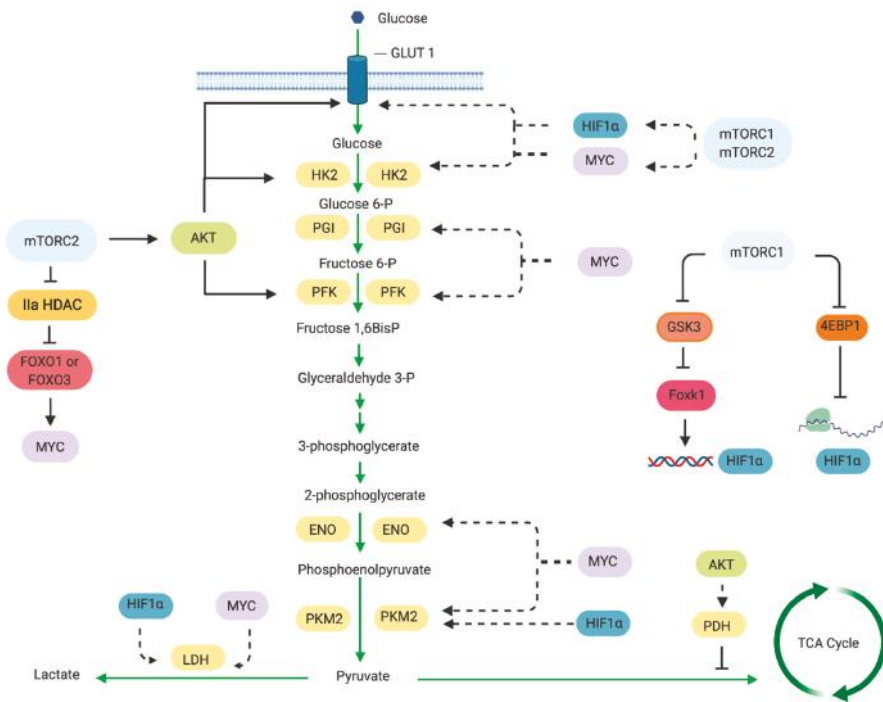 Glucose
GLUT 1
Glucose
HIF1α
MYC
mTORC1
mTORC2
HK2
HK2
Glucose 6-P
PGI
PGI
mTORC2
AKT
Fructose 6-P
MYC
mTORC1
PFK
PFK
IIa HDAC
Fructose 1,6BisP
GSK3
4EBP1
FOXO1 or
FOXO3
Glyceraldehyde 3-P
Foxk1
MYC
3-phosphoglycerate
HIF1α
HIF1α
2-phosphoglycerate
ENO
ENO
Phosphoenolpyruvate
MYC
AKT
HIF1α
MYC
PKM2
PKM2
HIF1α
PDH
TCA Cycle
LDH
Lactate
Pyruvate